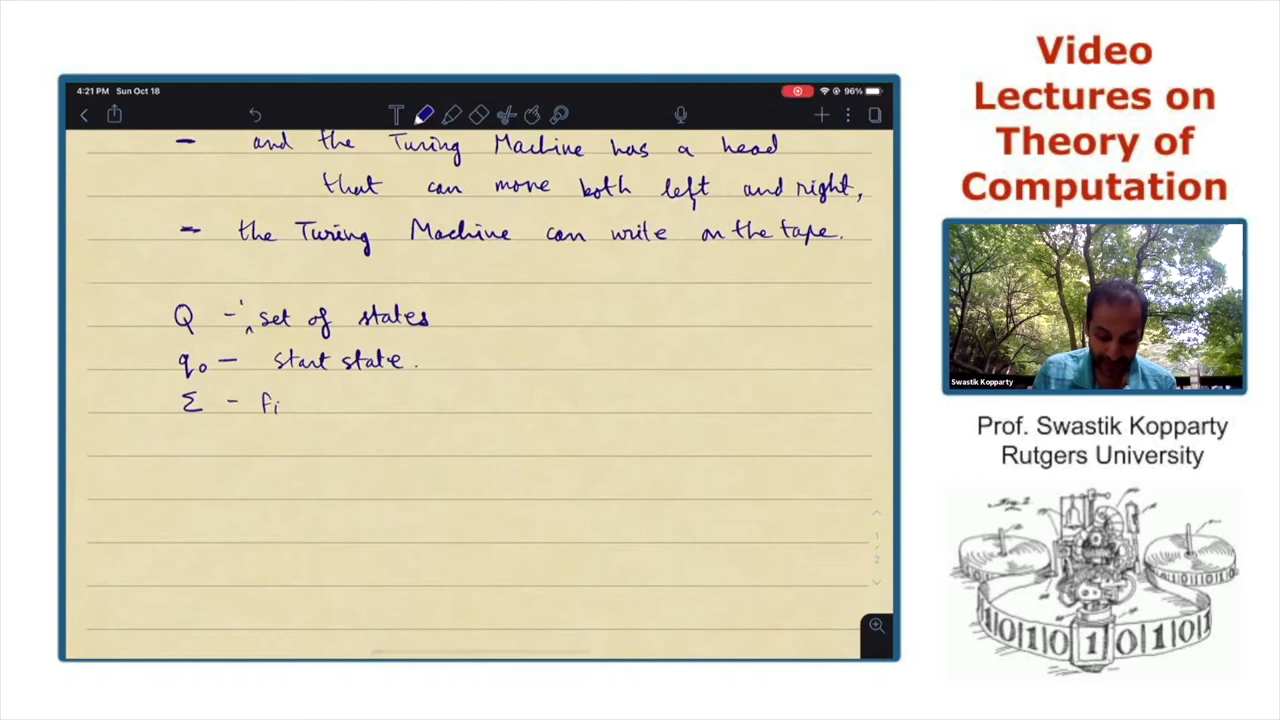 4:21 PM Sun Oct 18
96%
- and the Turing Machine has a head
that can move both left and right,
- the Turing Machine can write on the tape.
Q - set of states
q₀ - start state.
Σ - fi
1
2
Video
Lectures on
Theory of
Computation
Swastik Kopparty
Prof. Swastik Kopparty
Rutgers University